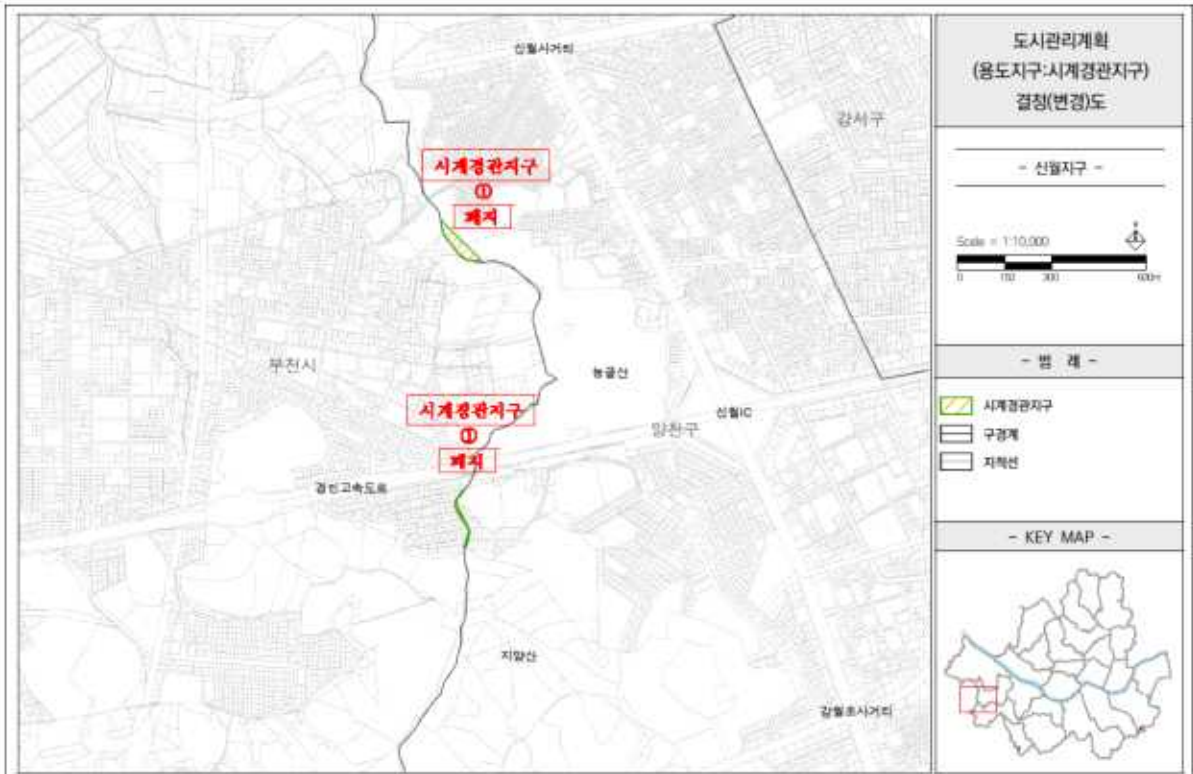 신월사거리
강서구
시계경관지구
①
폐지
부천시
능골산
시계경관지구
①
폐지
신월IC
양천구
경인고속도로
지양산
강월초사거리
도시관리계획
(용도지구:시계경관지구)
결정(변경)도
- 신월지구 -
Scale = 1:10,000
0 150 300 600m
- 범 례 -
시계경관지구
구경계
지적선
- KEY MAP -